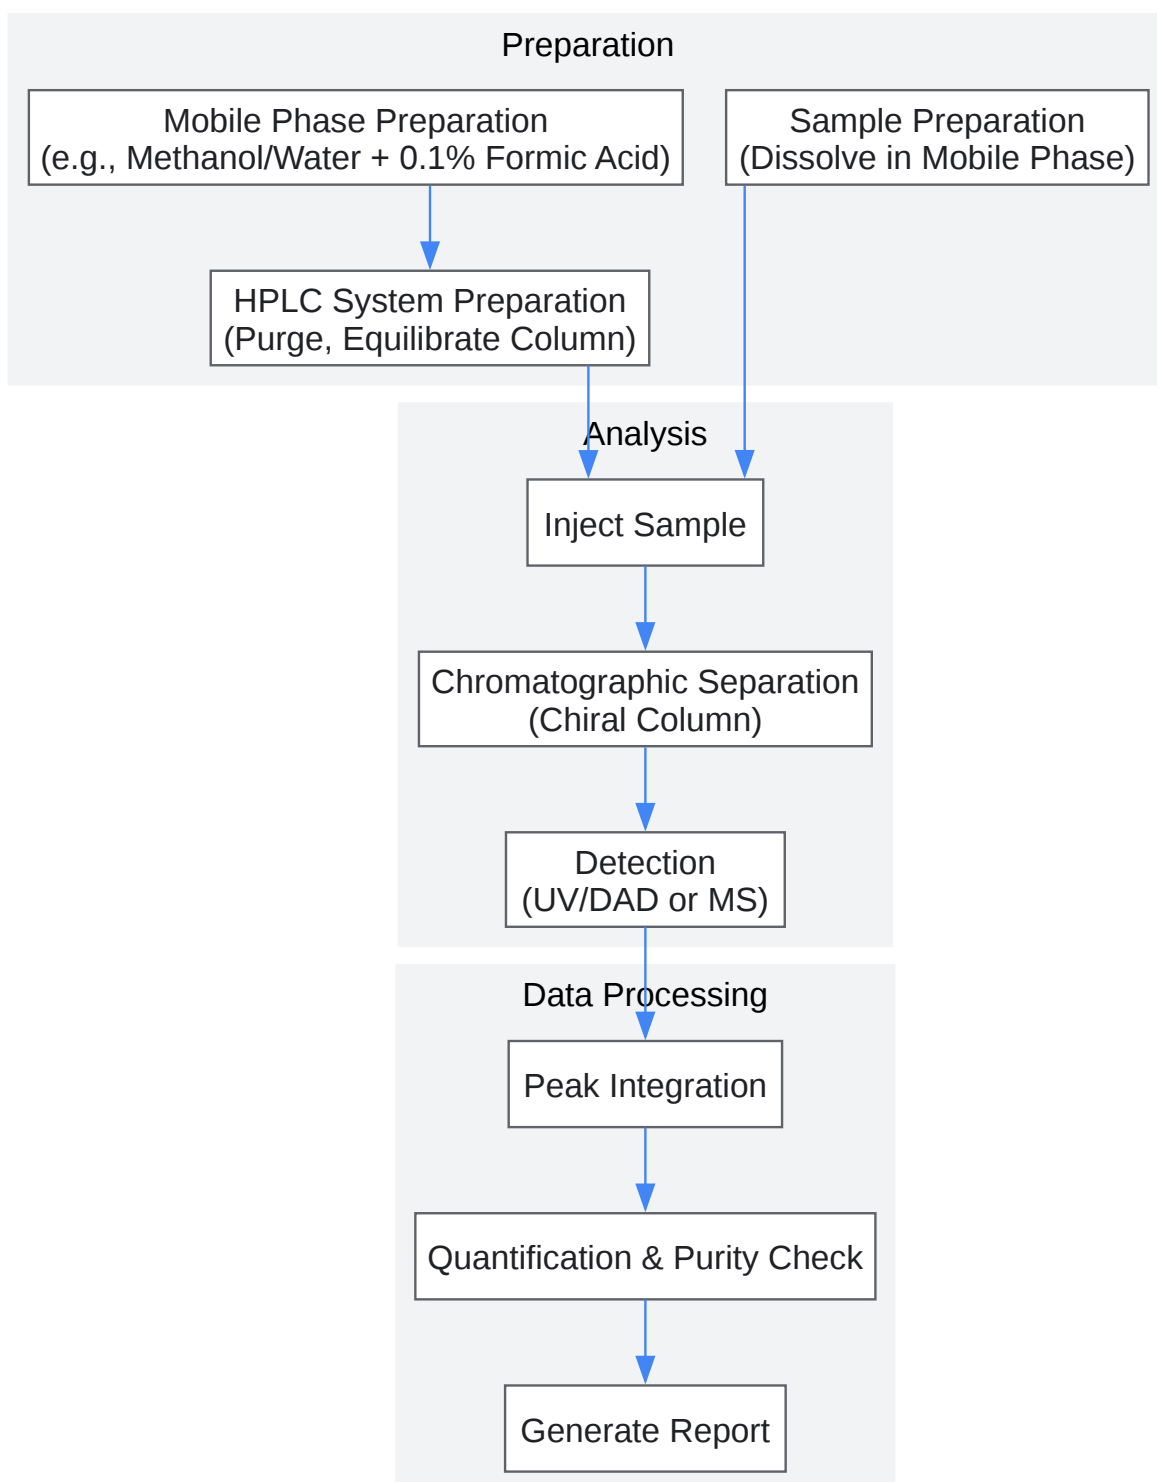 Preparation
Mobile Phase Preparation
(e.g., Methanol/Water + 0.1% Formic Acid)
Sample Preparation
(Dissolve in Mobile Phase)
HPLC System Preparation
(Purge, Equilibrate Column)
Analysis
Inject Sample
Chromatographic Separation
(Chiral Column)
Detection
(UV/DAD or MS)
Data Processing
Peak Integration
Quantification & Purity Check
Generate Report